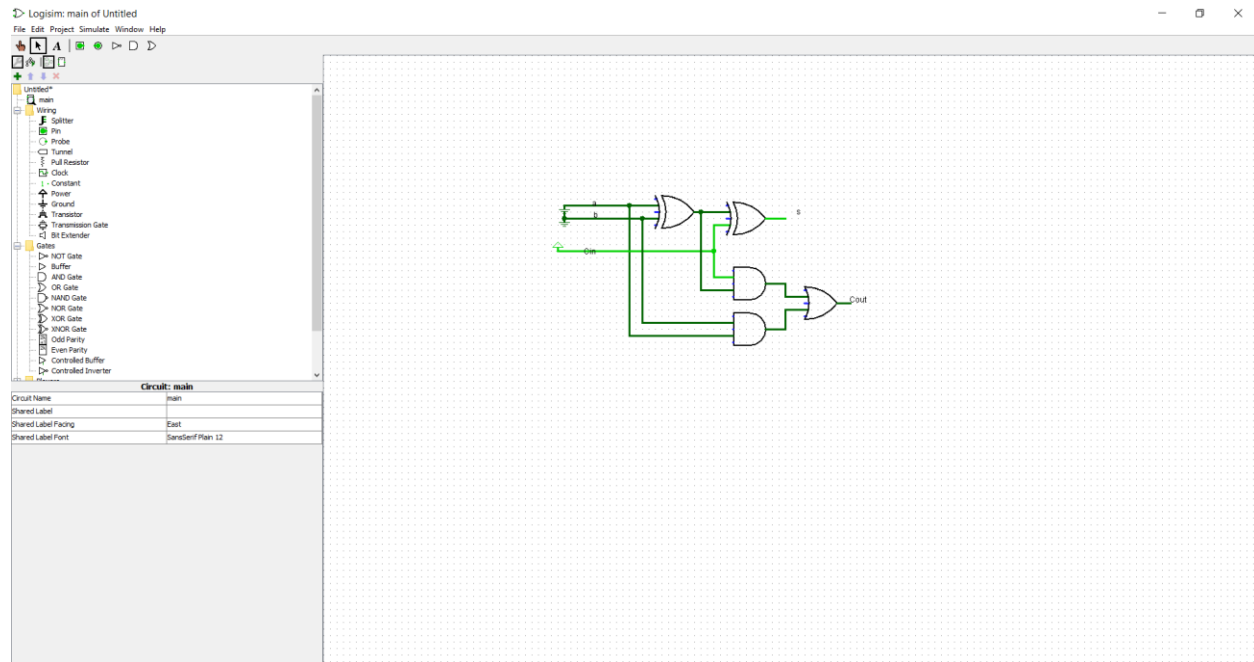 Logisim: main of Untitled
File Edit Project Simulate Window Help
A
Untitled*
main
Wiring
Splitter
Pin
Probe
Tunnel
Pull Resistor
Clock
1 - Constant
Power
Ground
Transistor
Transmission Gate
Bit Extender
Gates
NOT Gate
Buffer
AND Gate
OR Gate
NAND Gate
NOR Gate
XOR Gate
XNOR Gate
Odd Parity
Even Parity
Controlled Buffer
Controlled Inverter
Circuit: main
Circuit Name main
Shared Label
Shared Label Facing East
Shared Label Font SansSerif Plain 12
a
b
Cin
s
Cout